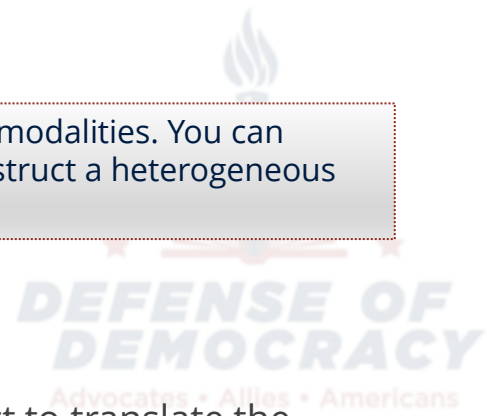 modalities. You can
struct a heterogeneous
DEFENSE OF
DEMOCRACY
Advocates • Allies • Americans
to translate the